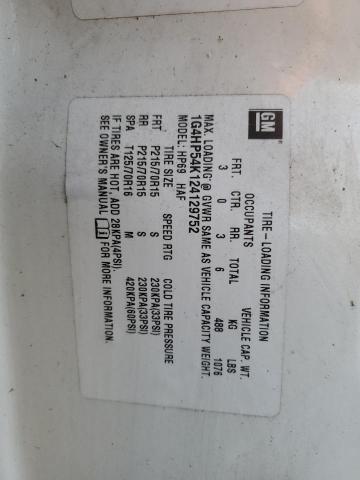 GM
TIRE-LOADING INFORMATION
OCCUPANTS VEHICLE CAP. WT.
FRT. CTR. RR. TOTAL KG LBS
3 0 3 6 488 1076
MAX. LOADING @ GVWR SAME AS VEHICLE CAPACITY WEIGHT.
1G4HP54K124129752
MODEL: HP69 HAF
TIRE SIZE SPEED RTG COLD TIRE PRESSURE
FRT P215/70R15 S 230KPA(33PSI)
RR P215/70R15 S 230KPA(33PSI)
SPA T125/70R16 M 420KPA(60PSI)
IF TIRES ARE HOT, ADD 28KPA(4PSI).
SEE OWNER'S MANUAL i FOR MORE INFORMATION.